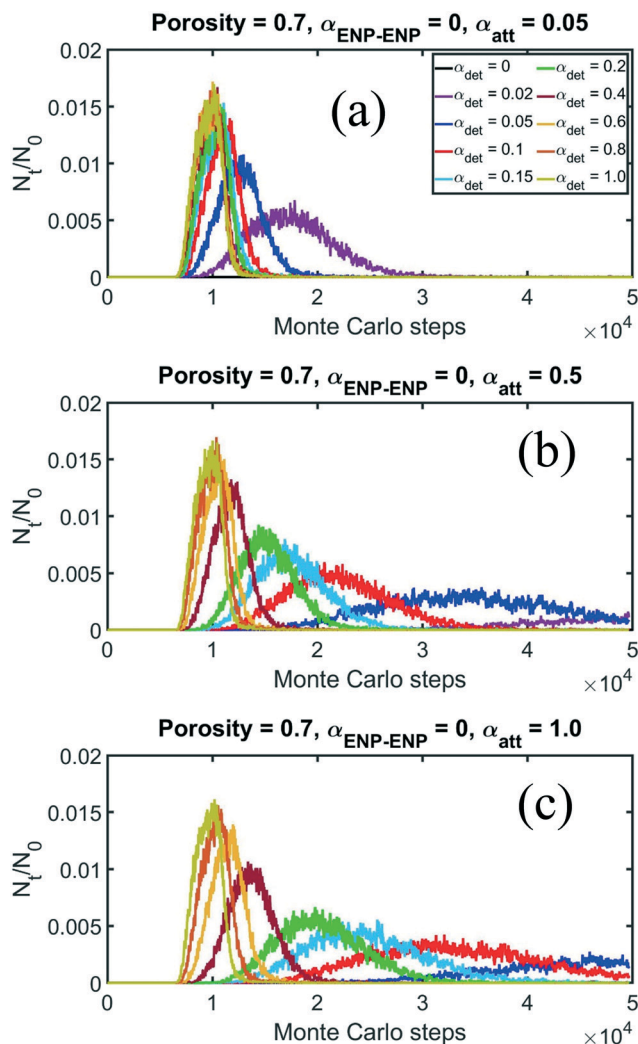 Porosity = 0.7, αENP-ENP = 0, αatt = 0.05
0.02
0.015
0.01
0.005
0
Nt/N0
(a)
αdet = 0
αdet = 0.02
αdet = 0.05
αdet = 0.1
αdet = 0.15
αdet = 0.2
αdet = 0.4
αdet = 0.6
αdet = 0.8
αdet = 1.0
0 1 2 3 4 5
Monte Carlo steps ×10^4
Porosity = 0.7, αENP-ENP = 0, αatt = 0.5
0.02
0.015
0.01
0.005
0
Nt/N0
(b)
0 1 2 3 4 5
Monte Carlo steps ×10^4
Porosity = 0.7, αENP-ENP = 0, αatt = 1.0
0.02
0.015
0.01
0.005
0
Nt/N0
(c)
0 1 2 3 4 5
Monte Carlo steps ×10^4